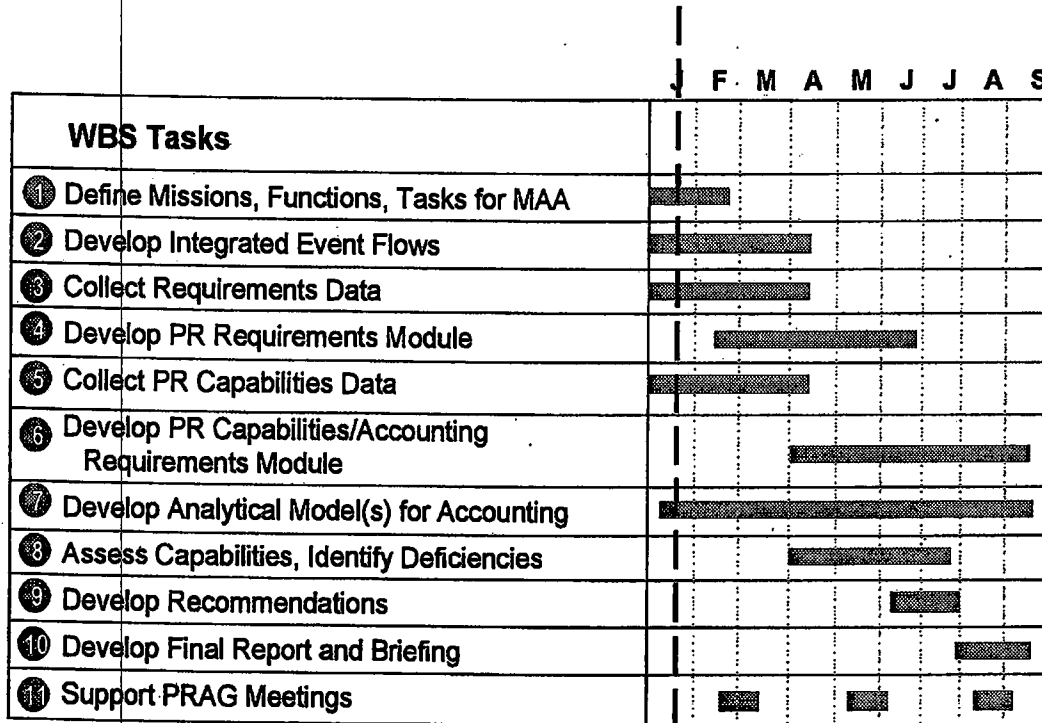 J F M A M J J A S
WBS Tasks
1 Define Missions, Functions, Tasks for MAA
2 Develop Integrated Event Flows
3 Collect Requirements Data
4 Develop PR Requirements Module
5 Collect PR Capabilities Data
6 Develop PR Capabilities/Accounting
Requirements Module
7 Develop Analytical Model(s) for Accounting
8 Assess Capabilities, Identify Deficiencies
9 Develop Recommendations
10 Develop Final Report and Briefing
11 Support PRAG Meetings